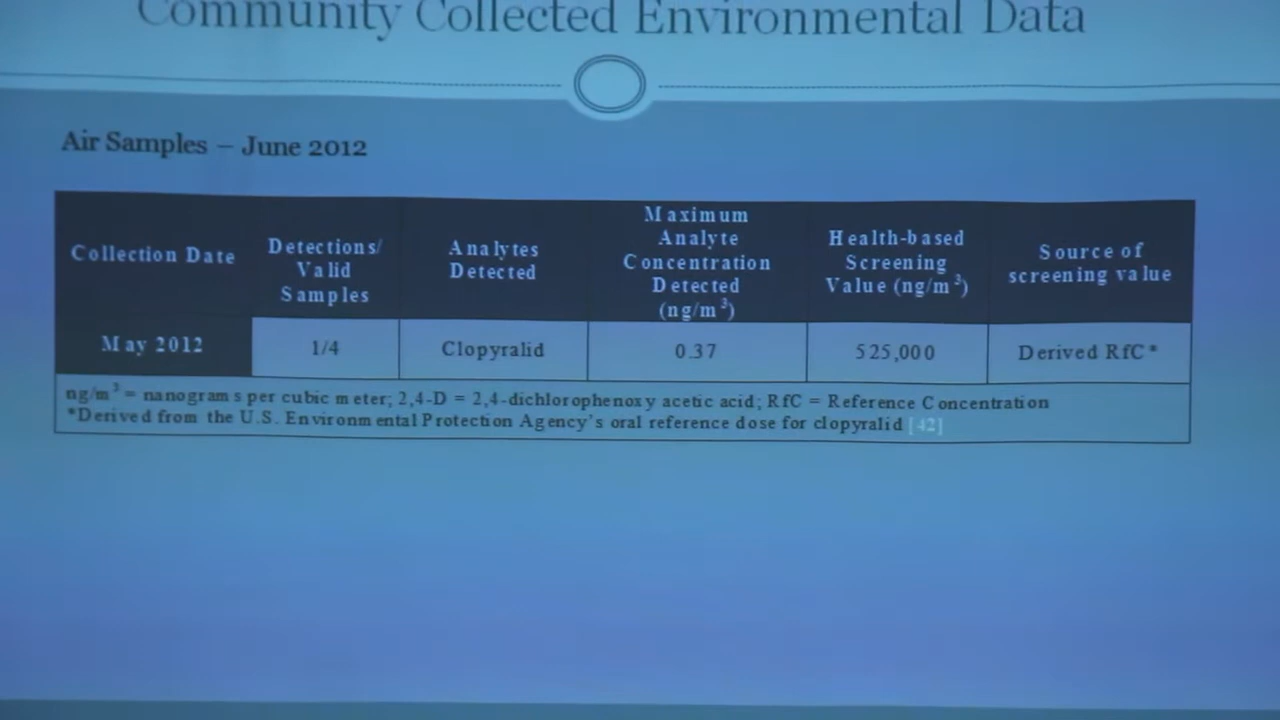 Community Collected Environmental Data
Air Samples – June 2012
Collection Date
Detections/
Valid
Samples
Analytes
Detected
Maximum
Analyte
Concentration
Detected
(ng/m³)
Health-based
Screening
Value (ng/m³)
Source of
screening value
May 2012
1/4
Clopyralid
0.37
525,000
Derived RfC*
ng/m³ = nanograms per cubic meter; 2,4-D = 2,4-dichlorophenoxy acetic acid; RfC = Reference Concentration
*Derived from the U.S. Environmental Protection Agency's oral reference dose for clopyralid [42]